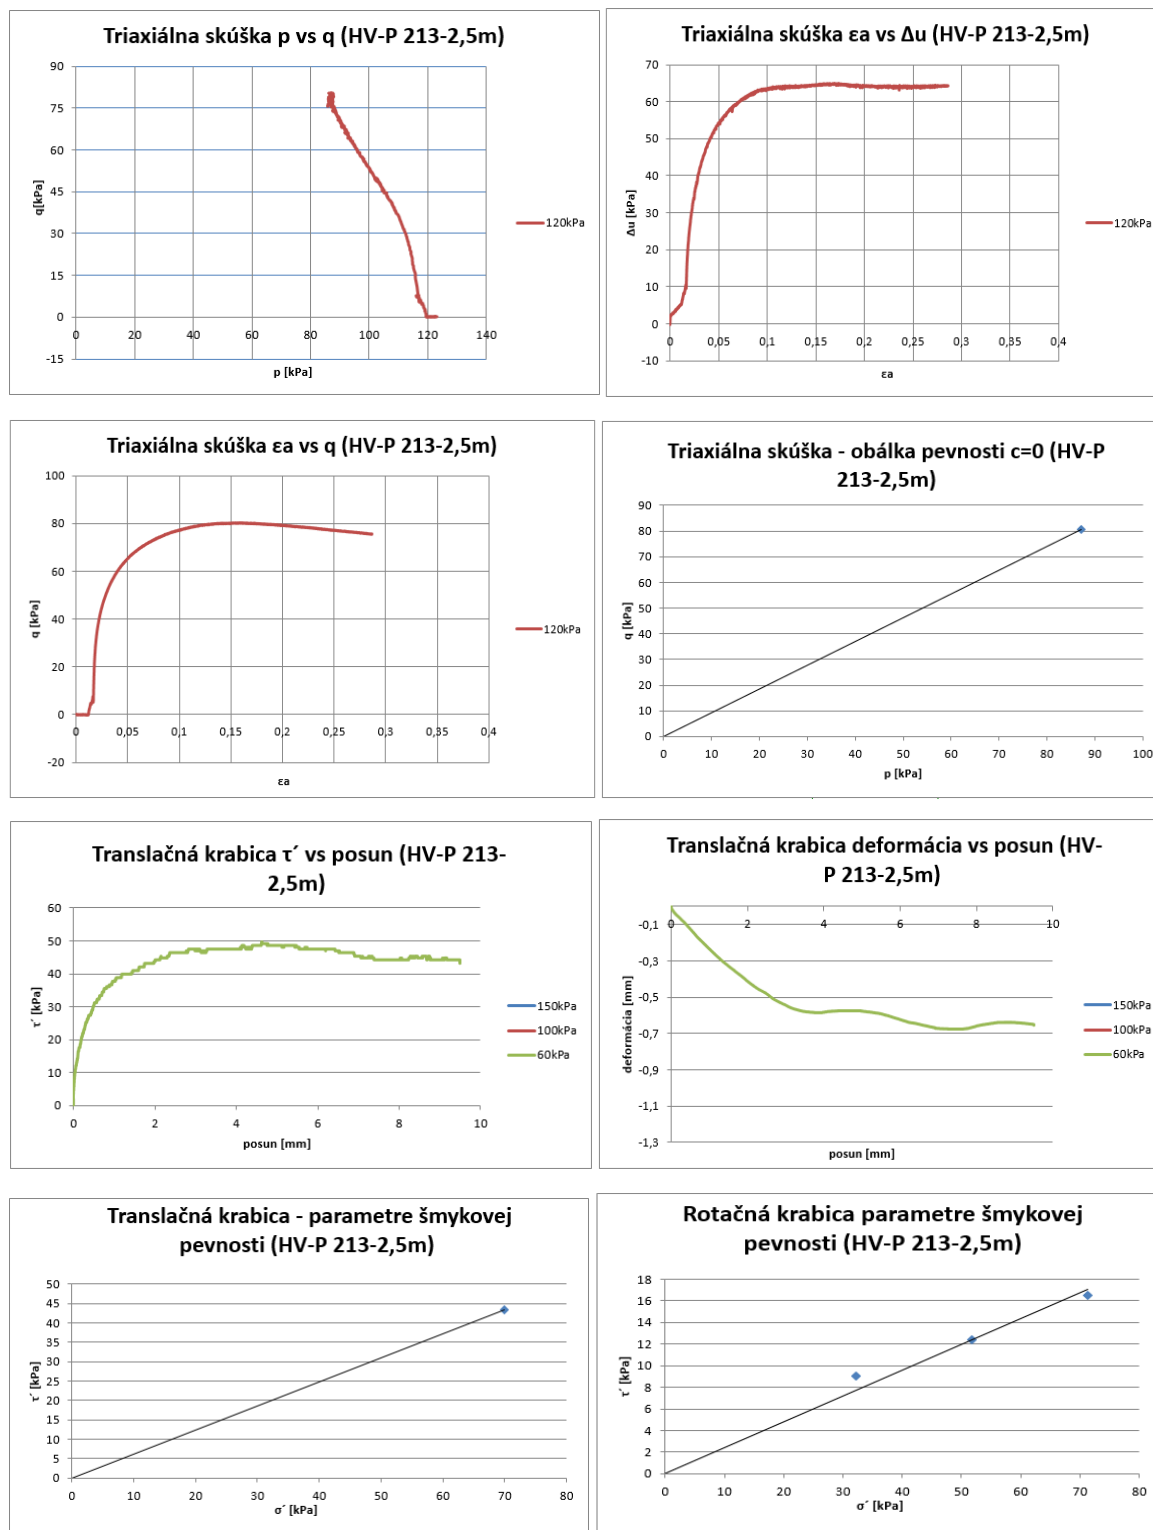 Triaxiálna skúška p vs q (HV-P 213-2,5m)
90
75
60
45
30
15
0
-15
q[kPa]
0 20 40 60 80 100 120 140
p [kPa]
120kPa
Triaxiálna skúška εa vs Δu (HV-P 213-2,5m)
70
60
50
40
30
20
10
0
-10
Δu [kPa]
0 0,05 0,1 0,15 0,2 0,25 0,3 0,35 0,4
εa
120kPa
Triaxiálna skúška εa vs q (HV-P 213-2,5m)
100
80
60
40
20
0
-20
q [kPa]
0 0,05 0,1 0,15 0,2 0,25 0,3 0,35 0,4
εa
120kPa
Triaxiálna skúška - obálka pevnosti c=0 (HV-P
213-2,5m)
90
80
70
60
50
40
30
20
10
0
q [kPa]
0 10 20 30 40 50 60 70 80 90 100
p [kPa]
Translačná krabica τ´ vs posun (HV-P 213-
2,5m)
60
50
40
30
20
10
0
τ´ [kPa]
0 2 4 6 8 10
posun [mm]
150kPa
100kPa
60kPa
Translačná krabica deformácia vs posun (HV-
P 213-2,5m)
0 2 4 6 8 10
-0,1
-0,3
-0,5
-0,7
-0,9
-1,1
-1,3
deformácia [mm]
posun [mm]
150kPa
100kPa
60kPa
Translačná krabica - parametre šmykovej
pevnosti (HV-P 213-2,5m)
50
45
40
35
30
25
20
15
10
5
0
τ´ [kPa]
0 10 20 30 40 50 60 70 80
σ´ [kPa]
Rotačná krabica parametre šmykovej
pevnosti (HV-P 213-2,5m)
18
16
14
12
10
8
6
4
2
0
τ´ [kPa]
0 10 20 30 40 50 60 70 80
σ´ [kPa]